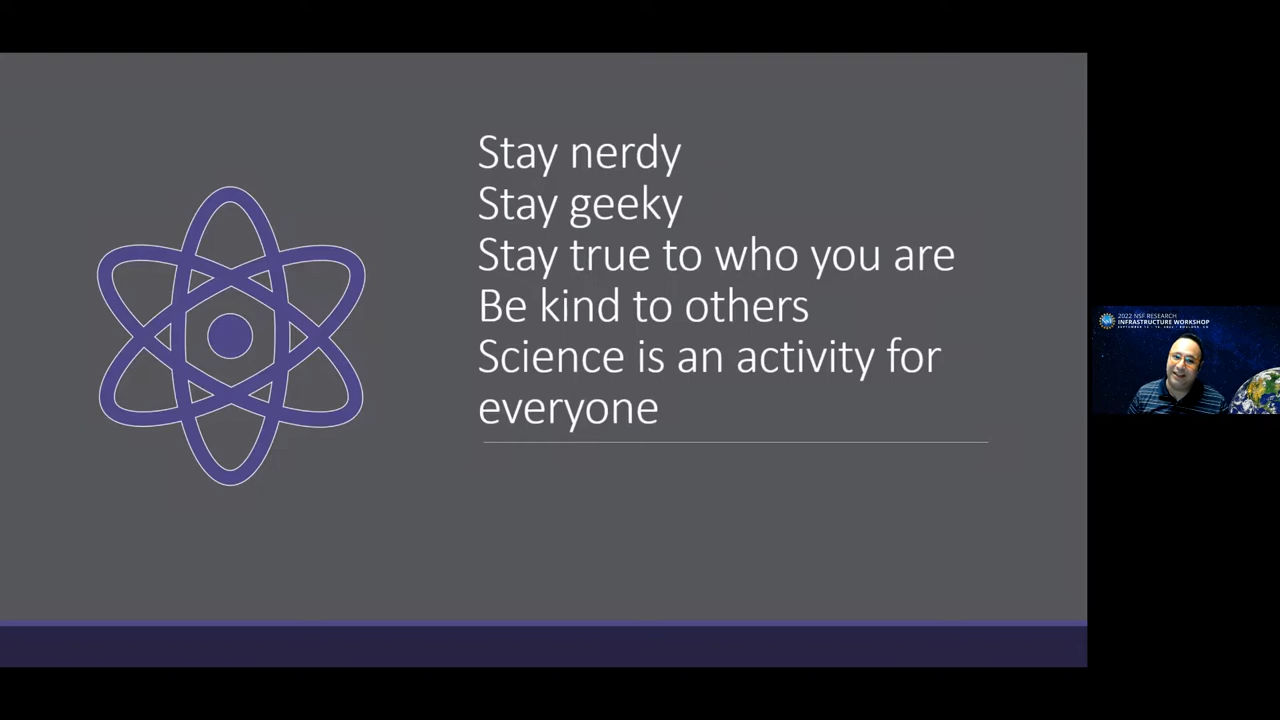 Stay nerdy
Stay geeky
Stay true to who you are
Be kind to others
Science is an activity for
everyone
2022 NSF RESEARCH
INFRASTRUCTURE WORKSHOP